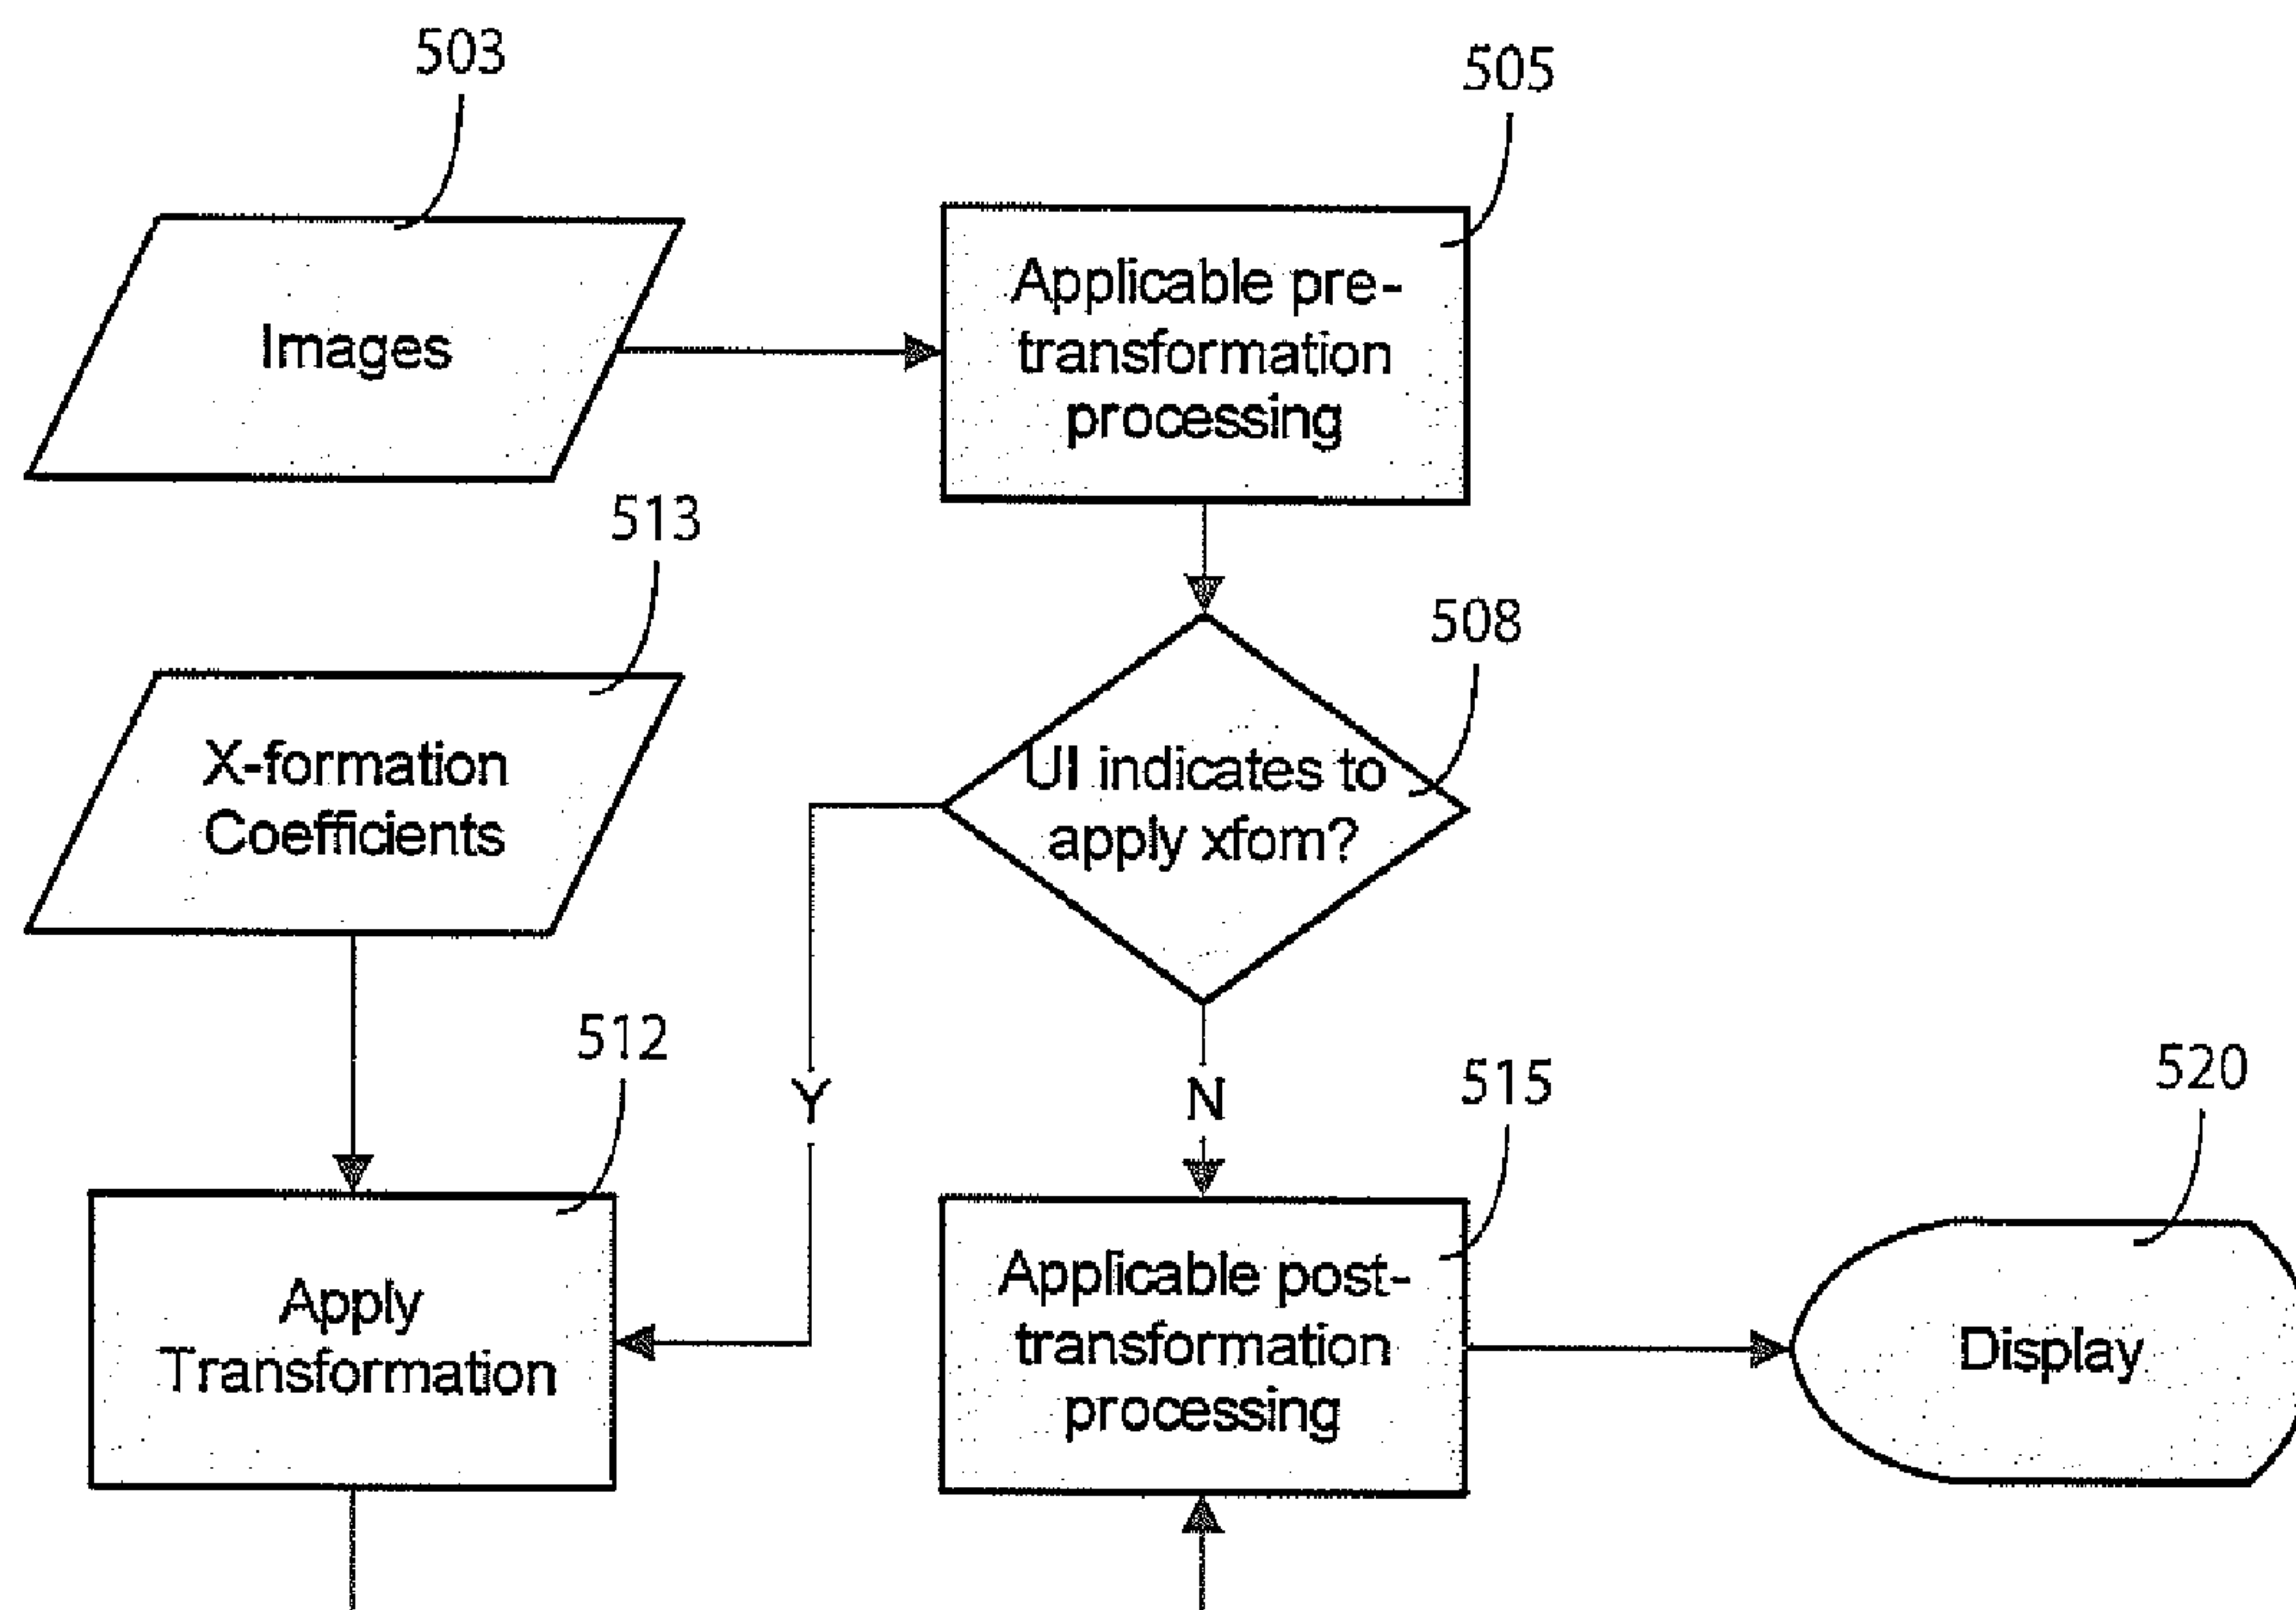 503
505
Images
Applicable pre-
transformation
processing
513
508
X-formation
Coefficients
UI indicates to
apply xfom?
512
Y
N
515
520
Apply
Transformation
Applicable post-
transformation
processing
Display